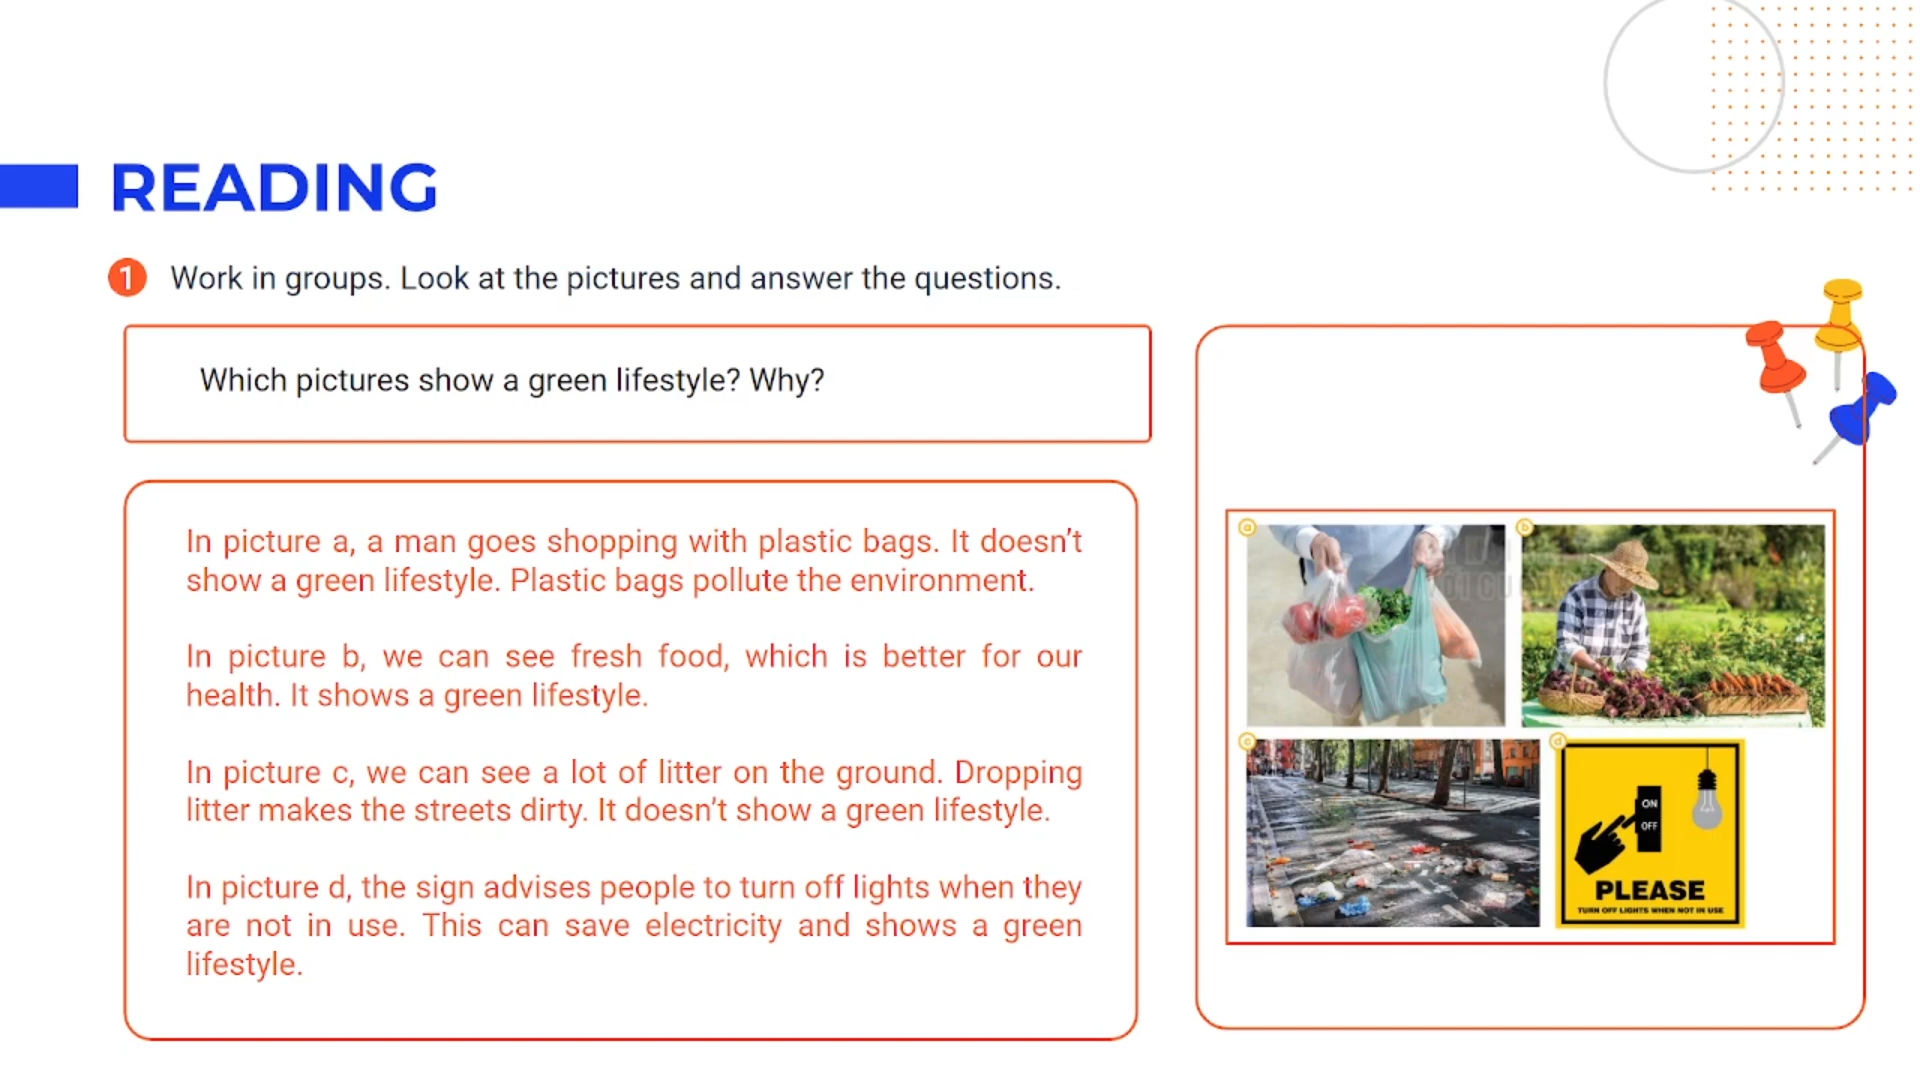 READING
1 Work in groups. Look at the pictures and answer the questions.
Which pictures show a green lifestyle? Why?
In picture a, a man goes shopping with plastic bags. It doesn't
show a green lifestyle. Plastic bags pollute the environment.
In picture b, we can see fresh food, which is better for our
health. It shows a green lifestyle.
In picture c, we can see a lot of litter on the ground. Dropping
litter makes the streets dirty. It doesn't show a green lifestyle.
In picture d, the sign advises people to turn off lights when they
are not in use. This can save electricity and shows a green
lifestyle.
a
b
c
d
ON
OFF
PLEASE
TURN OFF LIGHTS WHEN NOT IN USE